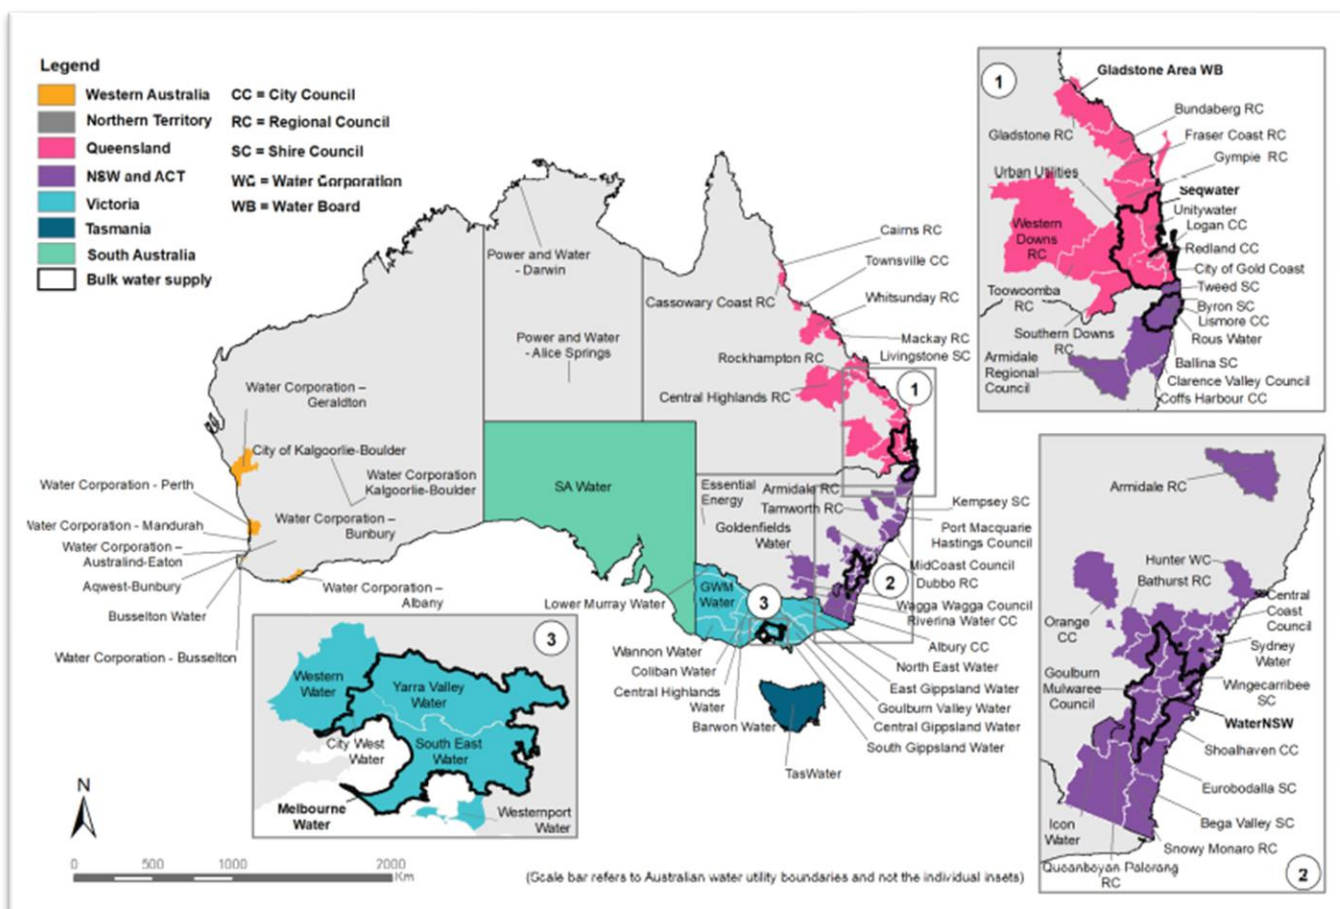 Legend
Western Australia
Northern Territory
Queensland
NSW and ACT
Victoria
Tasmania
South Australia
Bulk water supply
CC = City Council
RC = Regional Council
SC = Shire Council
WC = Water Corporation
WB = Water Board
Power and Water
- Darwin
Power and Water
- Alice Springs
Water Corporation –
Geraldton
City of Kalgoorlie-Boulder
Water Corporation
Kalgoorlie-Boulder
Water Corporation - Perth
Water Corporation –
Bunbury
Water Corporation - Mandurah
Water Corporation –
Australind-Eaton
Aqwest-Bunbury
Busselton Water
Water Corporation - Busselton
Water Corporation –
Albany
SA Water
Cairns RC
Townsville CC
Cassowary Coast RC
Whitsunday RC
Mackay RC
Rockhampton RC
Livingstone SC
Central Highlands RC
1
Essential
Energy
Armidale RC
Tamworth RC
Goldenfields
Water
Kempsey SC
Port Macquarie
Hastings Council
MidCoast Council
Dubbo RC
2
Wagga Wagga Council
Riverina Water CC
Albury CC
Lower Murray Water
GWM
Water
3
Wannon Water
Coliban Water
Central Highlands
Water
Barwon Water
North East Water
East Gippsland Water
Goulburn Valley Water
Central Gippsland Water
South Gippsland Water
TasWater
1
Gladstone Area WB
Bundaberg RC
Gladstone RC
Fraser Coast RC
Gympie RC
Urban Utilities
Seqwater
Unitywater
Logan CC
Western
Downs
RC
Redland CC
City of Gold Coast
Toowoomba
RC
Tweed SC
Byron SC
Lismore CC
Southern Downs
RC
Rous Water
Armidale
Regional
Council
Ballina SC
Clarence Valley Council
Coffs Harbour CC
Armidale RC
Hunter WC
Bathurst RC
Central
Coast
Council
Orange
CC
Sydney
Water
Goulburn
Mulwaree
Council
Wingecarribee
SC
WaterNSW
Shoalhaven CC
Eurobodalla SC
Icon
Water
Bega Valley SC
Snowy Monaro RC
Queanbeyan Palerang
RC
2
3
Western
Water
Yarra Valley
Water
City West
Water
South East
Water
Melbourne
Water
Westernport
Water
N
0 500 1000 2000
Km
(Scale bar refers to Australian water utility boundaries and not the individual insets)